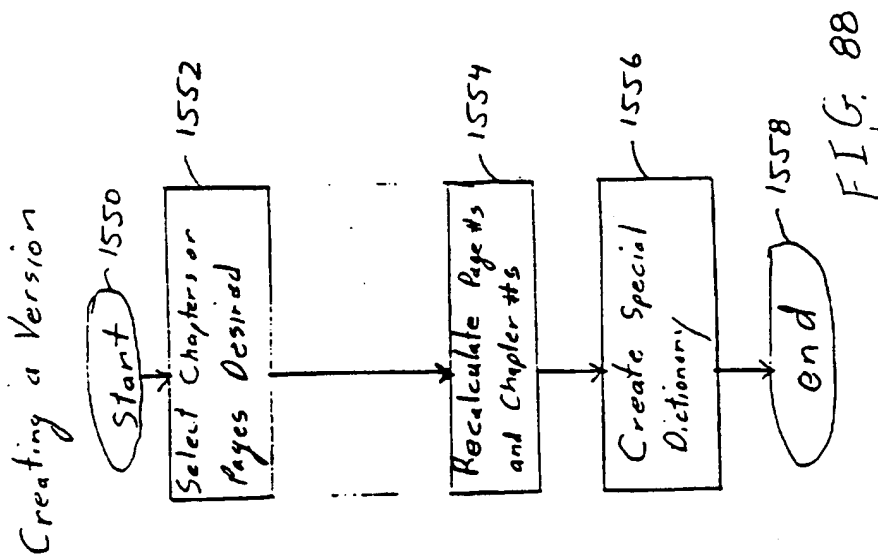 Creating a Version
Start
1550
Select Chapters or
Pages Desired
1552
Recalculate Page #s
and Chapter #s
1554
Create Special
Dictionary
1556
end
1558
FIG. 88